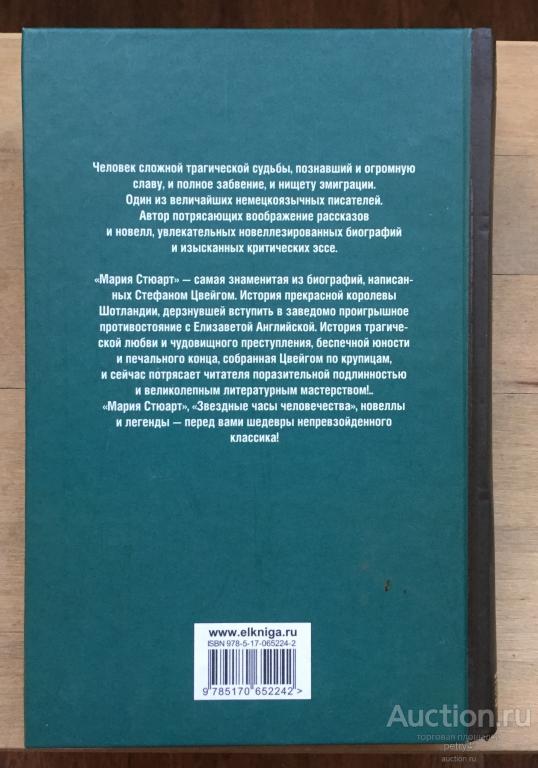 Человек сложной трагической судьбы, познавший и огромную
славу, и полное забвение, и нищету эмиграции.
Один из величайших немецкоязычных писателей.
Автор потрясающих воображение рассказов
и новелл, увлекательных новеллезированных биографий
и изысканных критических эссе.
«Мария Стюарт» — самая знаменитая из биографий, написан-
ных Стефаном Цвейгом. История прекрасной королевы
Шотландии, дерзнувшей вступить в заведомо проигрышное
противостояние с Елизаветой Английской. История трагиче-
ской любви и чудовищного преступления, беспечной юности
и печального конца, собранная Цвейгом по крупицам,
и сейчас потрясает читателя поразительной подлинностью
и великолепным литературным мастерством!..
«Мария Стюарт», «Звездные часы человечества», новеллы
и легенды — перед вами шедевры непревзойденного
классика!
www.elkniga.ru
ISBN 978-5-17-065224-2
9 785170 652242 >
Auction.ru
торговая площадка
petry4
auction.ru